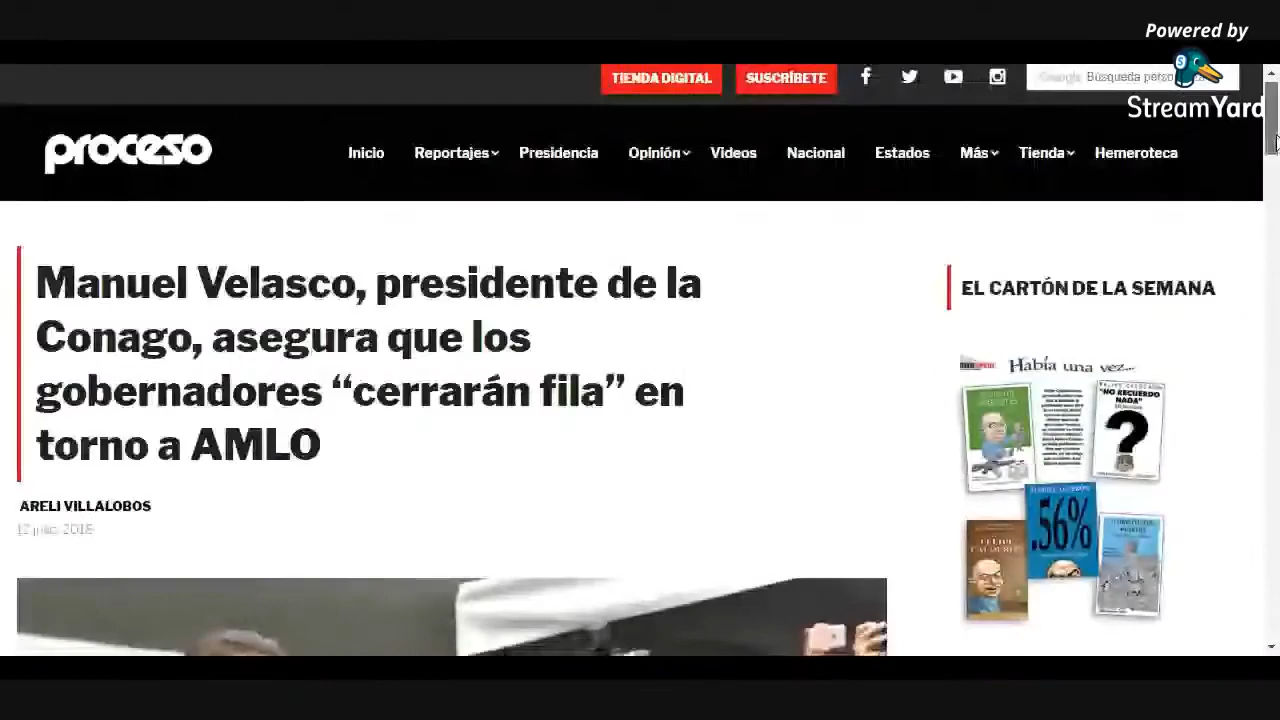 Powered by
StreamYard
TIENDA DIGITAL
SUSCRÍBETE
Google
Búsqueda
proceso
Inicio
Reportajes
Presidencia
Opinión
Videos
Nacional
Estados
Más
Tienda
Hemeroteca
Manuel Velasco, presidente de la
Conago, asegura que los
gobernadores “cerrarán fila” en
torno a AMLO
ARELI VILLALOBOS
2018
EL CARTÓN DE LA SEMANA
Había una vez...
"NO RECUERDO
NADA"
?
.56%